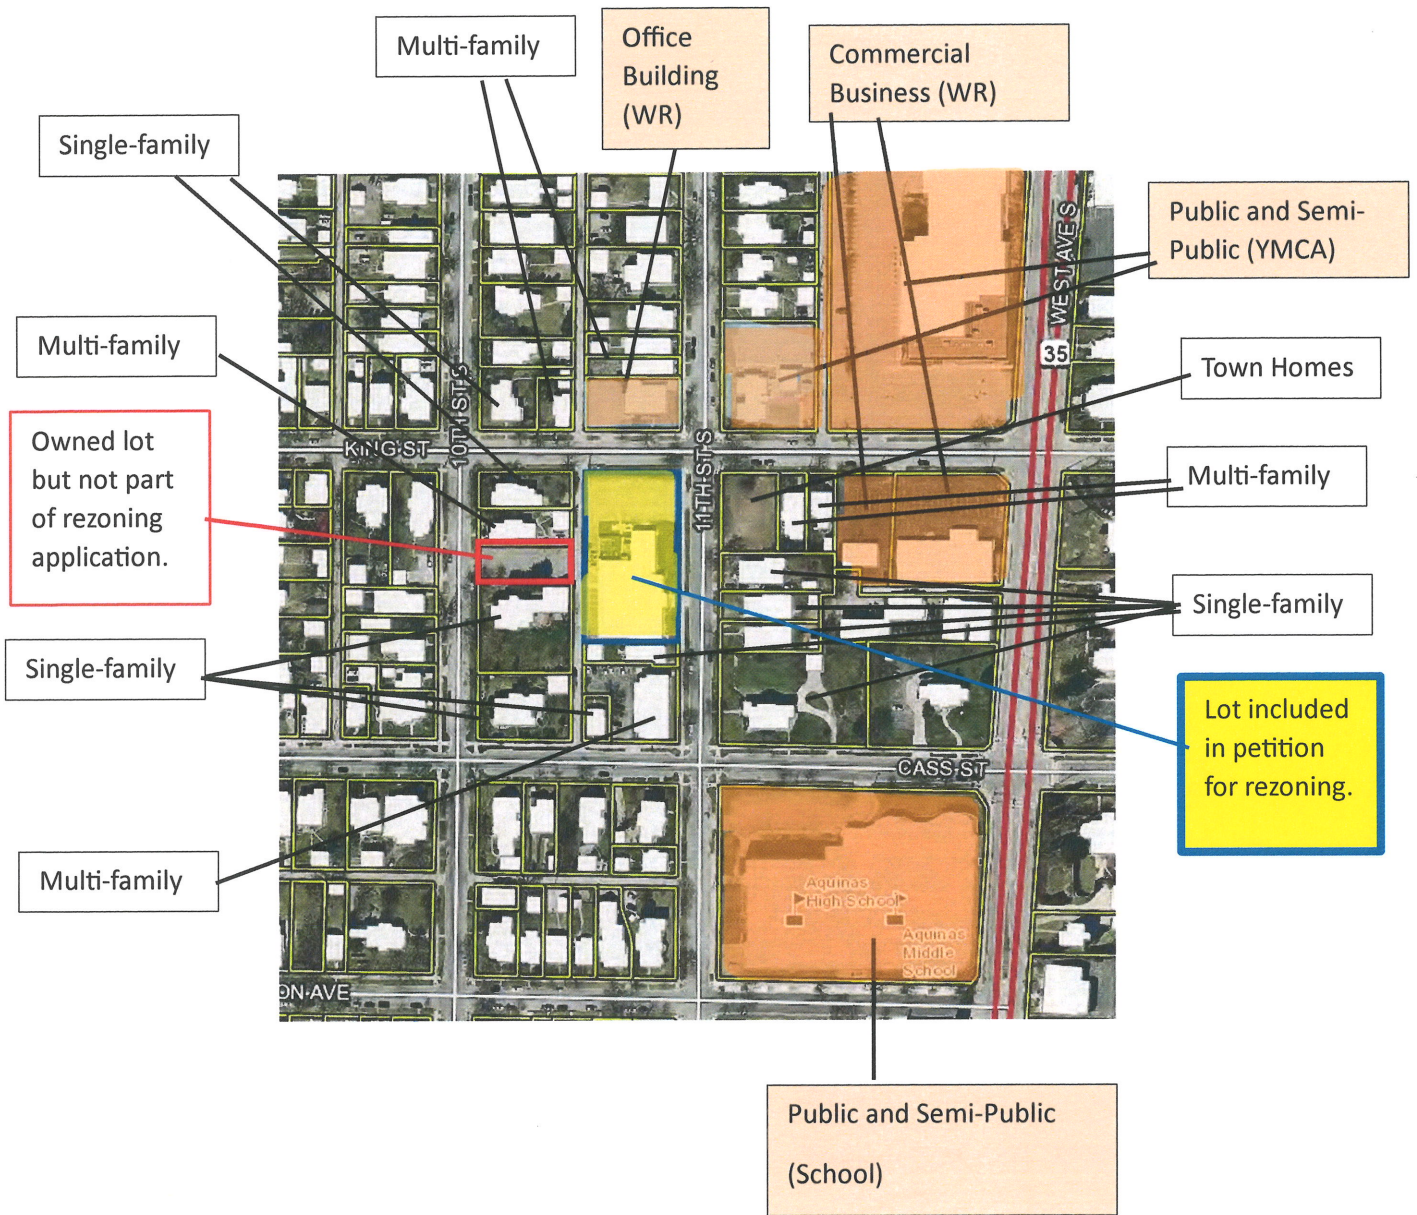 Multi-family
Office
Building
(WR)
Commercial
Business (WR)
Single-family
Public and Semi-
Public (YMCA)
WEST AVE S
Multi-family
35
Town Homes
10TH ST S
Owned lot
but not part
of rezoning
application.
KING ST
11TH ST S
Multi-family
Single-family
Single-family
Lot included
in petition
for rezoning.
CASS ST
Multi-family
Aquinas
High School
Aquinas
Middle
School
ON AVE
Public and Semi-Public
(School)